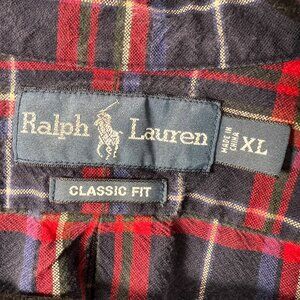 Ralph Lauren
MADE IN
CHINA
XL
CLASSIC FIT